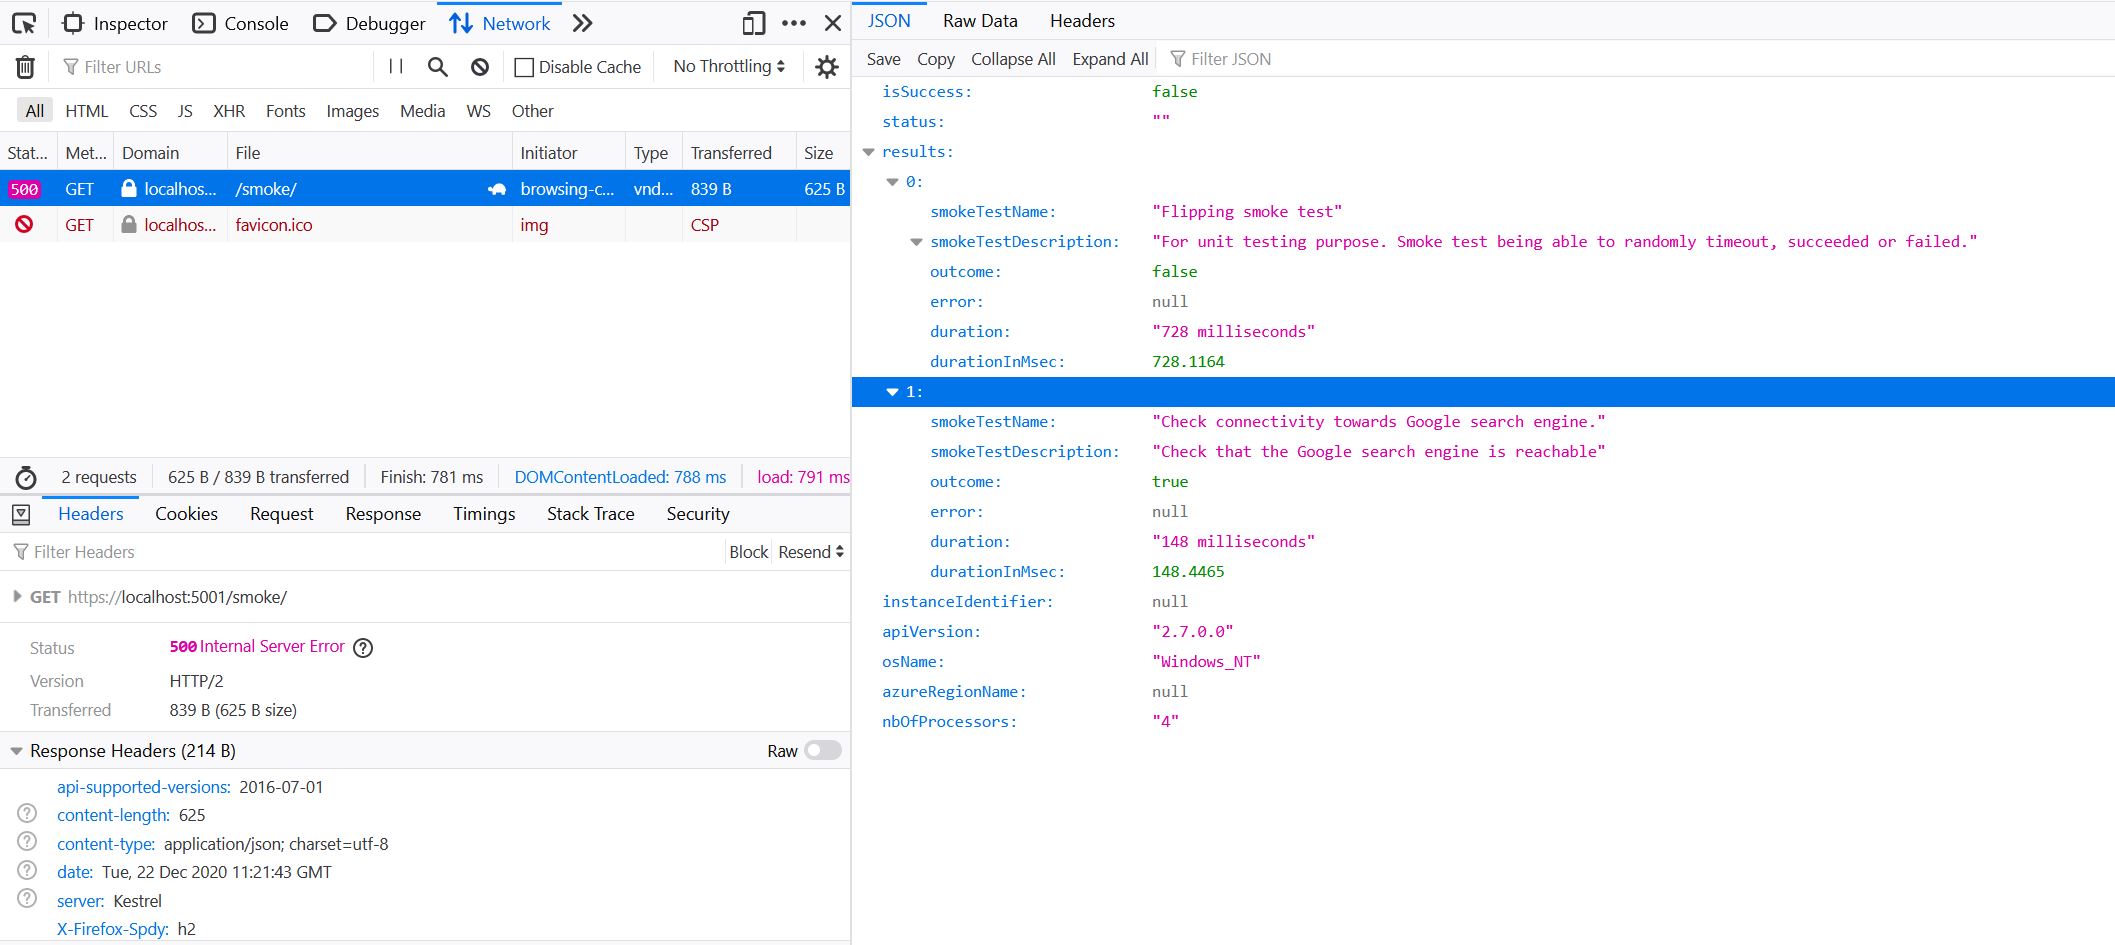 Inspector Console Debugger Network
Filter URLs Disable Cache No Throttling
All HTML CSS JS XHR Fonts Images Media WS Other
Stat... Met... Domain File Initiator Type Transferred Size
500 GET localhos... /smoke/ browsing-c... vnd... 839 B 625 B
GET localhos... favicon.ico img CSP
2 requests 625 B / 839 B transferred Finish: 781 ms DOMContentLoaded: 788 ms load: 791 ms
Headers Cookies Request Response Timings Stack Trace Security
Filter Headers Block Resend
GET https://localhost:5001/smoke/
Status 500 Internal Server Error
Version HTTP/2
Transferred 839 B (625 B size)
Response Headers (214 B) Raw
api-supported-versions: 2016-07-01
content-length: 625
content-type: application/json; charset=utf-8
date: Tue, 22 Dec 2020 11:21:43 GMT
server: Kestrel
X-Firefox-Spdy: h2
JSON Raw Data Headers
Save Copy Collapse All Expand All Filter JSON
isSuccess: false
status: ""
results:
0:
smokeTestName: "Flipping smoke test"
smokeTestDescription: "For unit testing purpose. Smoke test being able to randomly timeout, succeeded or failed."
outcome: false
error: null
duration: "728 milliseconds"
durationInMsec: 728.1164
1:
smokeTestName: "Check connectivity towards Google search engine."
smokeTestDescription: "Check that the Google search engine is reachable"
outcome: true
error: null
duration: "148 milliseconds"
durationInMsec: 148.4465
instanceIdentifier: null
apiVersion: "2.7.0.0"
osName: "Windows_NT"
azureRegionName: null
nbOfProcessors: "4"